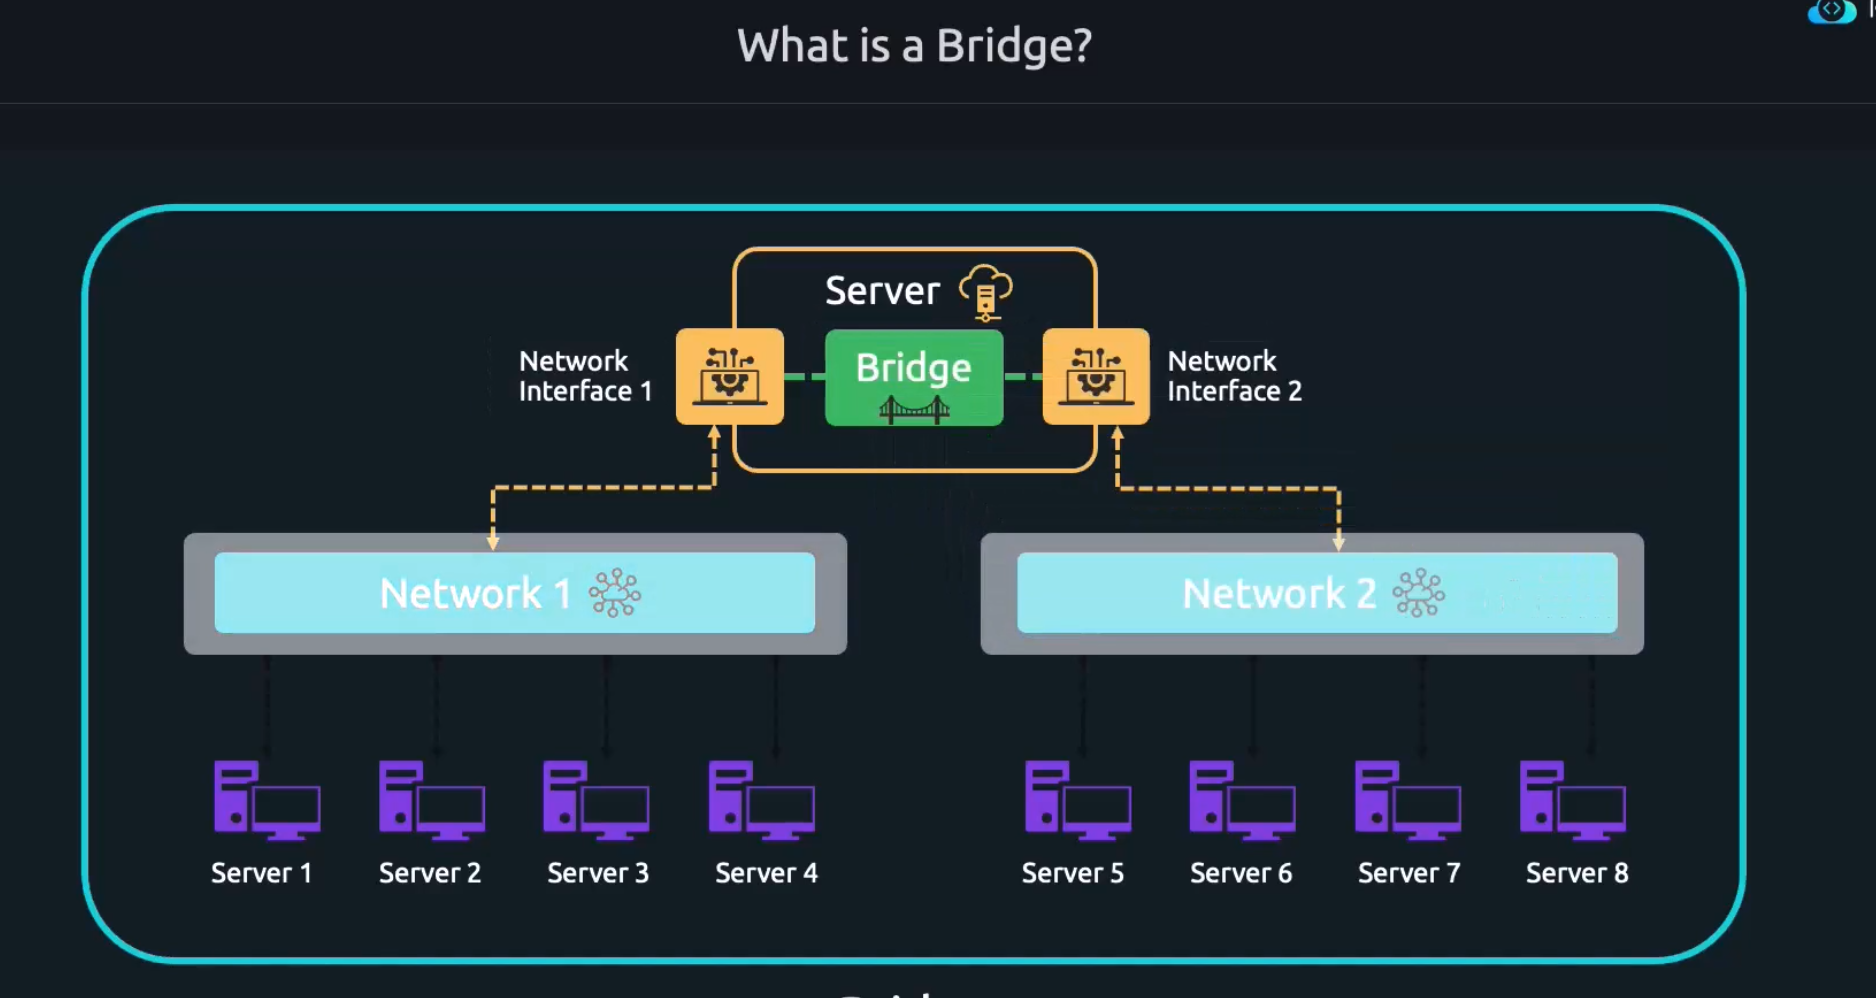 What is a Bridge?
Server
Network
Interface 1
Bridge
Network
Interface 2
Network 1
Network 2
Server 1
Server 2
Server 3
Server 4
Server 5
Server 6
Server 7
Server 8